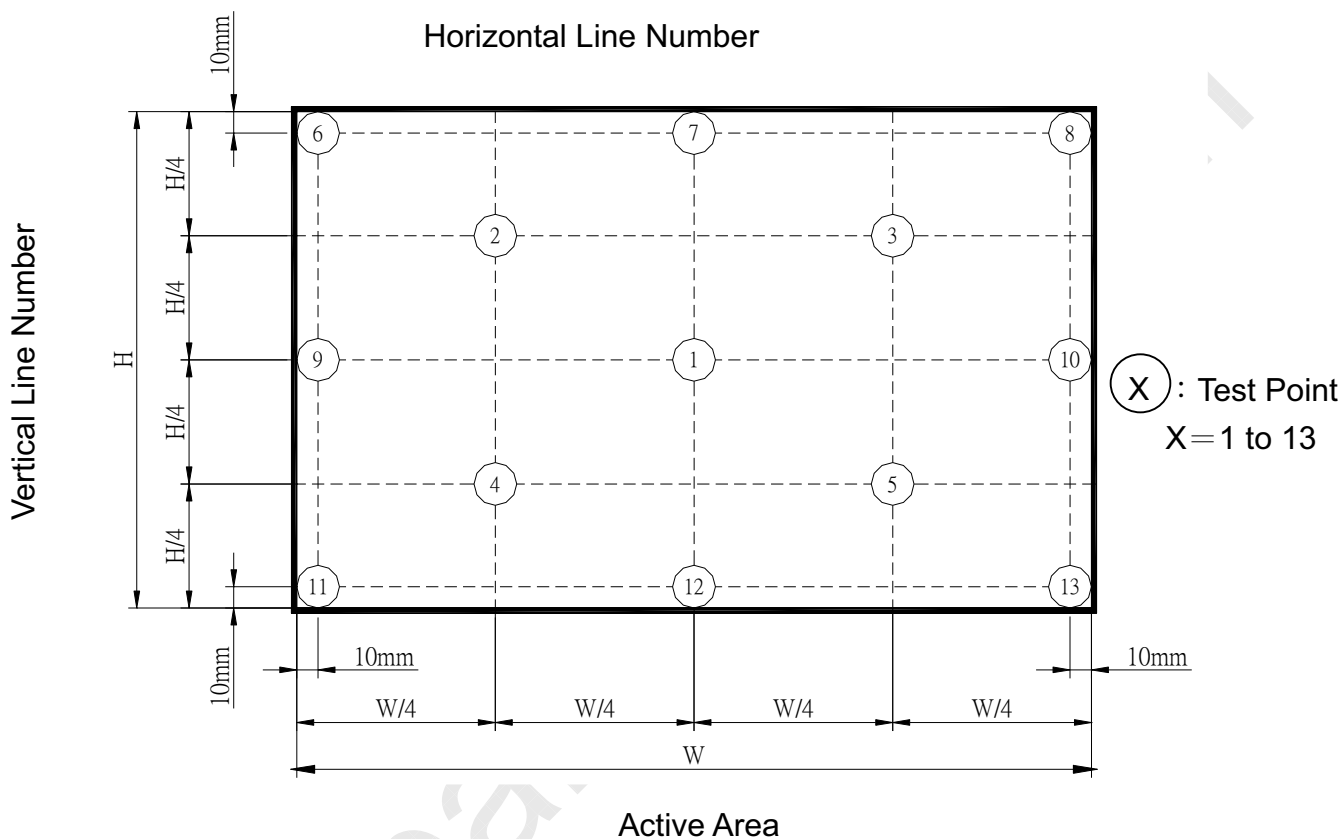 Horizontal Line Number
10mm
6 7 8
H/4
2 3
H/4
Vertical Line Number
H
9 1 10
X : Test Point
X=1 to 13
H/4
4 5
H/4
11 12 13
10mm
10mm 10mm
W/4 W/4 W/4 W/4
W
Active Area